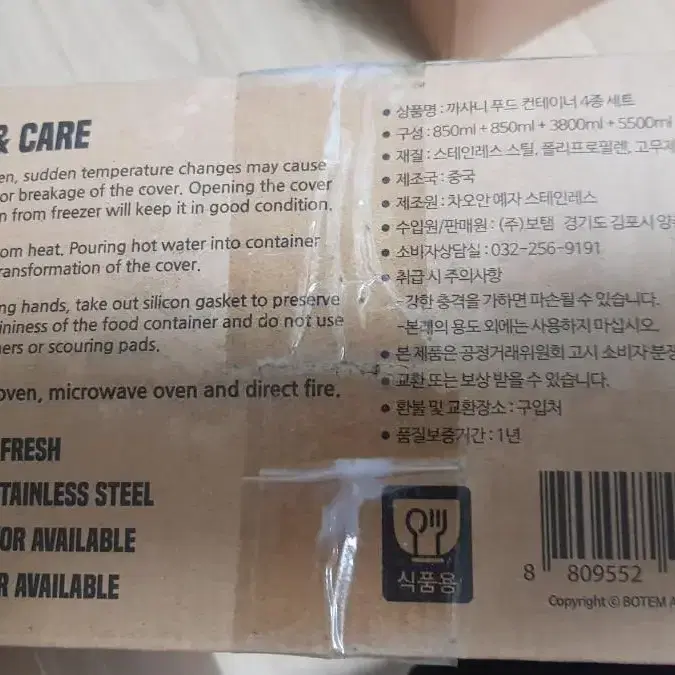 & CARE
en, sudden temperature changes may cause
or breakage of the cover. Opening the cover
n from freezer will keep it in good condition.
om heat. Pouring hot water into container
ransformation of the cover.
ng hands, take out silicon gasket to preserve
ininess of the food container and do not use
ners or scouring pads.
oven, microwave oven and direct fire.
FRESH
TAINLESS STEEL
OR AVAILABLE
R AVAILABLE
• 상품명 : 까사니 푸드 컨테이너 4종 세트
• 구성 : 850ml + 850ml + 3800ml + 5500ml
• 재질 : 스테인레스 스틸, 폴리프로필렌, 고무제
• 제조국 : 중국
• 제조원 : 차오안 예자 스테인레스
• 수입원/판매원 : (주)보탬 경기도 김포시 양
• 소비자상담실 : 032-256-9191
• 취급 시 주의사항
-강한 충격을 가하면 파손될 수 있습니다.
-본래의 용도 외에는 사용하지 마십시오.
• 본 제품은 공정거래위원회 고시 소비자 분쟁
• 교환 또는 보상 받을 수 있습니다.
• 환불 및 교환장소 : 구입처
• 품질보증기간 : 1년
식품용
8 809552
Copyright © BOTEM A